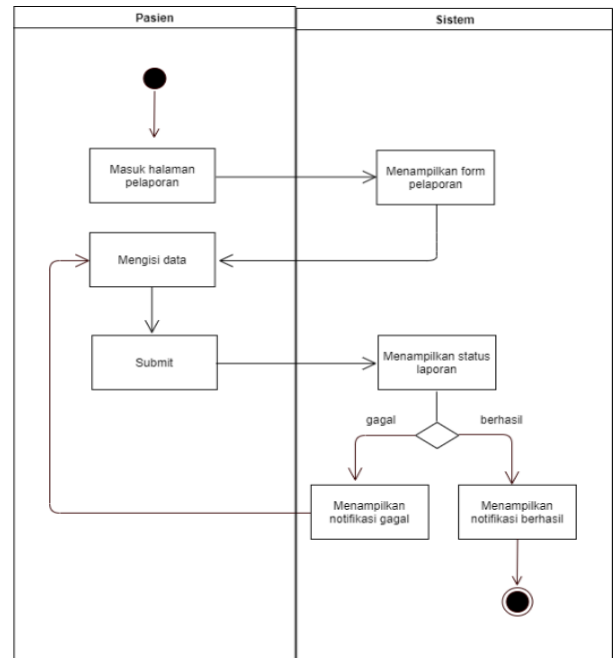 Pasien
Sistem
Masuk halaman
pelaporan
Menampilkan form
pelaporan
Mengisi data
Submit
Menampilkan status
laporan
gagal
berhasil
Menampilkan
notifikasi gagal
Menampilkan
notifikasi berhasil